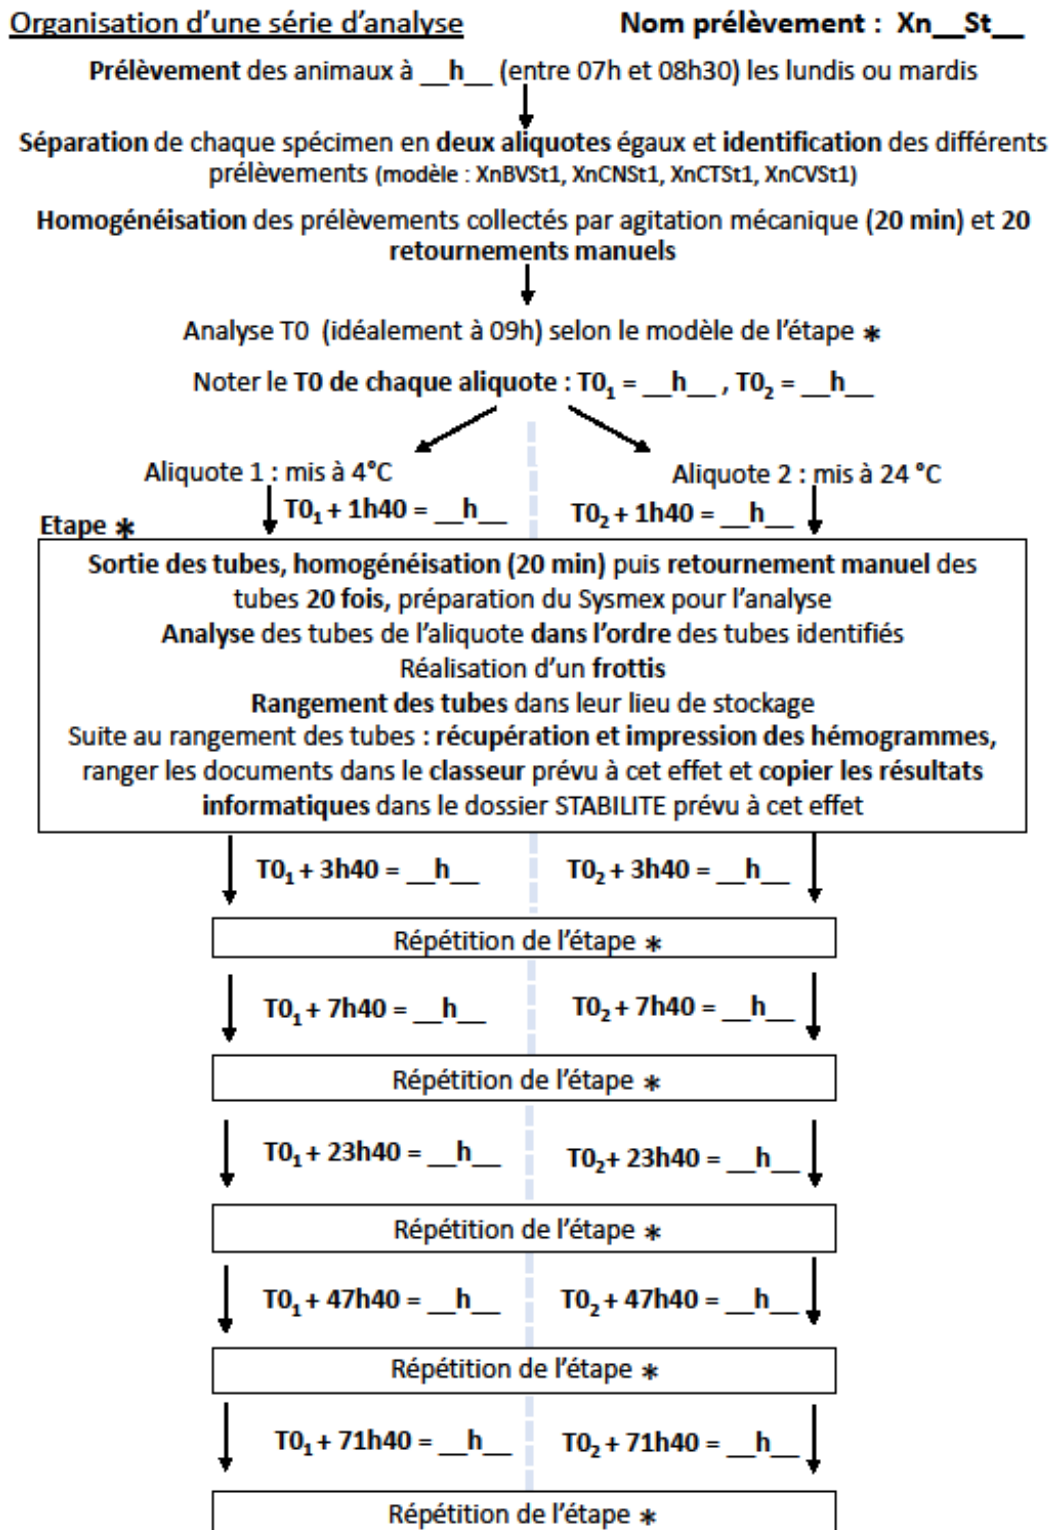 Organisation d'une série d'analyse Nom prélèvement : Xn__St__
Prélèvement des animaux à __h__ (entre 07h et 08h30) les lundis ou mardis
Séparation de chaque spécimen en deux aliquotes égaux et identification des différents
prélèvements (modèle : XnBVSt1, XnCNSt1, XnCTSt1, XnCVSt1)
Homogénéisation des prélèvements collectés par agitation mécanique (20 min) et 20
retournements manuels
Analyse T0 (idéalement à 09h) selon le modèle de l'étape *
Noter le T0 de chaque aliquote : T0₁ = __h__ , T0₂ = __h__
Aliquote 1 : mis à 4°C Aliquote 2 : mis à 24 °C
T0₁ + 1h40 = __h__ T0₂ + 1h40 = __h__
Etape *
Sortie des tubes, homogénéisation (20 min) puis retournement manuel des
tubes 20 fois, préparation du Sysmex pour l'analyse
Analyse des tubes de l'aliquote dans l'ordre des tubes identifiés
Réalisation d'un frottis
Rangement des tubes dans leur lieu de stockage
Suite au rangement des tubes : récupération et impression des hémogrammes,
ranger les documents dans le classeur prévu à cet effet et copier les résultats
informatiques dans le dossier STABILITE prévu à cet effet
T0₁ + 3h40 = __h__ T0₂ + 3h40 = __h__
Répétition de l'étape *
T0₁ + 7h40 = __h__ T0₂ + 7h40 = __h__
Répétition de l'étape *
T0₁ + 23h40 = __h__ T0₂+ 23h40 = __h__
Répétition de l'étape *
T0₁ + 47h40 = __h__ T0₂ + 47h40 = __h__
Répétition de l'étape *
T0₁ + 71h40 = __h__ T0₂ + 71h40 = __h__
Répétition de l'étape *